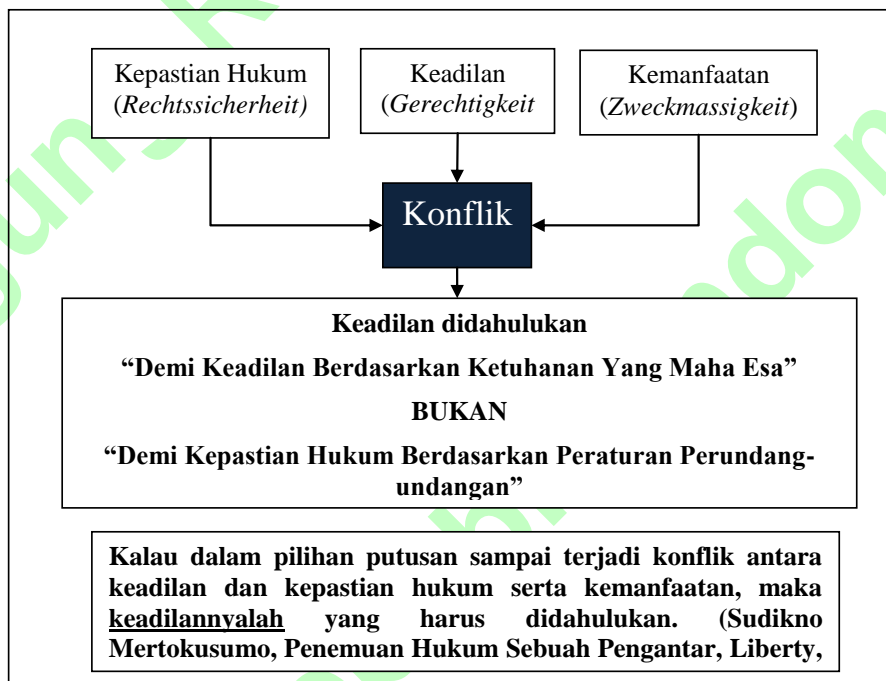 Kepastian Hukum
(Rechtssicherheit)
Keadilan
(Gerechtigkeit
Kemanfaatan
(Zweckmassigkeit)
Konflik
Keadilan didahulukan
“Demi Keadilan Berdasarkan Ketuhanan Yang Maha Esa”
BUKAN
“Demi Kepastian Hukum Berdasarkan Peraturan Perundang-
undangan”
Kalau dalam pilihan putusan sampai terjadi konflik antara
keadilan dan kepastian hukum serta kemanfaatan, maka
keadilannyalah yang harus didahulukan. (Sudikno
Mertokusumo, Penemuan Hukum Sebuah Pengantar, Liberty,